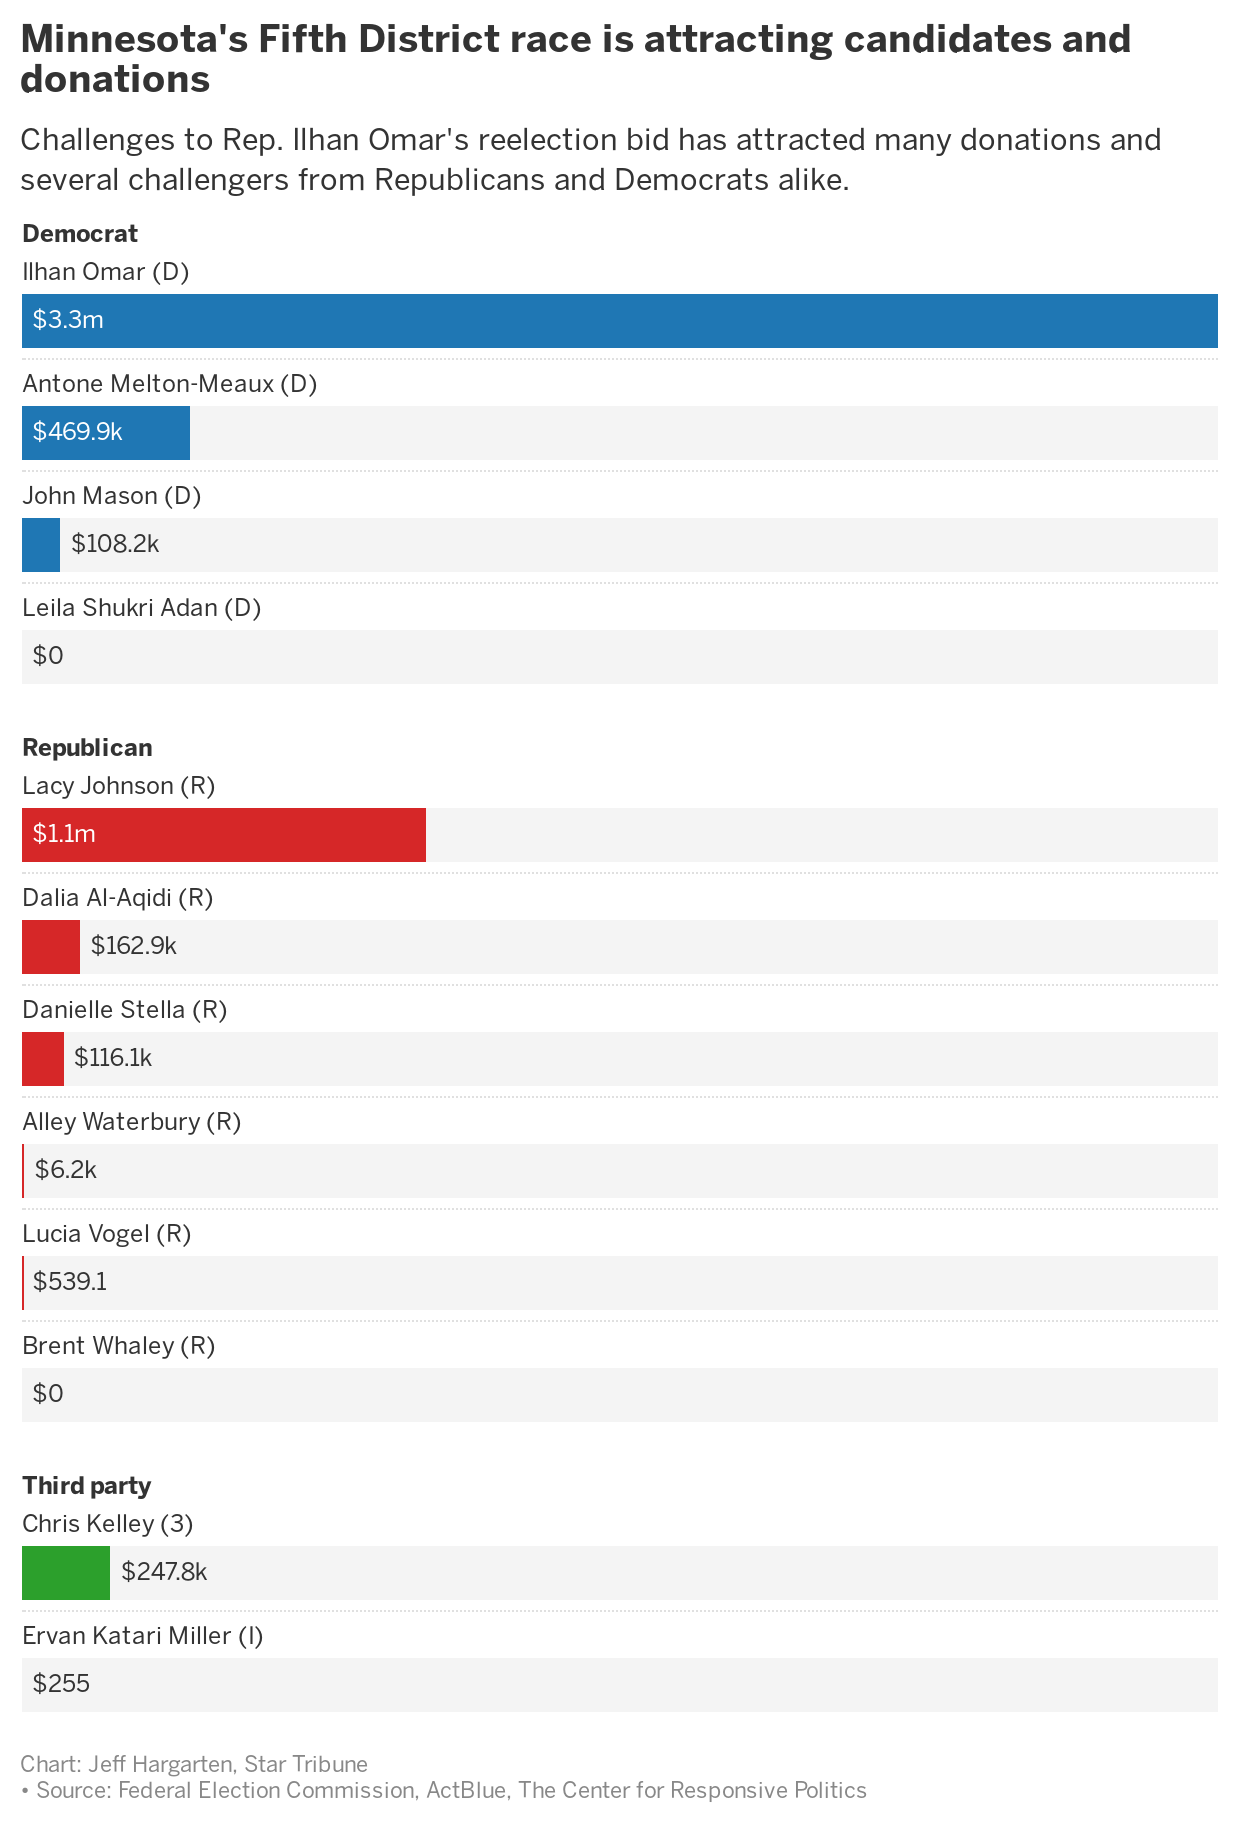 Minnesota's Fifth District race is attracting candidates and
donations
Challenges to Rep. Ilhan Omar's reelection bid has attracted many donations and
several challengers from Republicans and Democrats alike.
Democrat
Ilhan Omar (D)
$3.3m
Antone Melton-Meaux (D)
$469.9k
John Mason (D)
$108.2k
Leila Shukri Adan (D)
$0
Republican
Lacy Johnson (R)
$1.1m
Dalia Al-Aqidi (R)
$162.9k
Danielle Stella (R)
$116.1k
Alley Waterbury (R)
$6.2k
Lucia Vogel (R)
$539.1
Brent Whaley (R)
$0
Third party
Chris Kelley (3)
$247.8k
Ervan Katari Miller (I)
$255
Chart: Jeff Hargarten, Star Tribune
• Source: Federal Election Commission, ActBlue, The Center for Responsive Politics